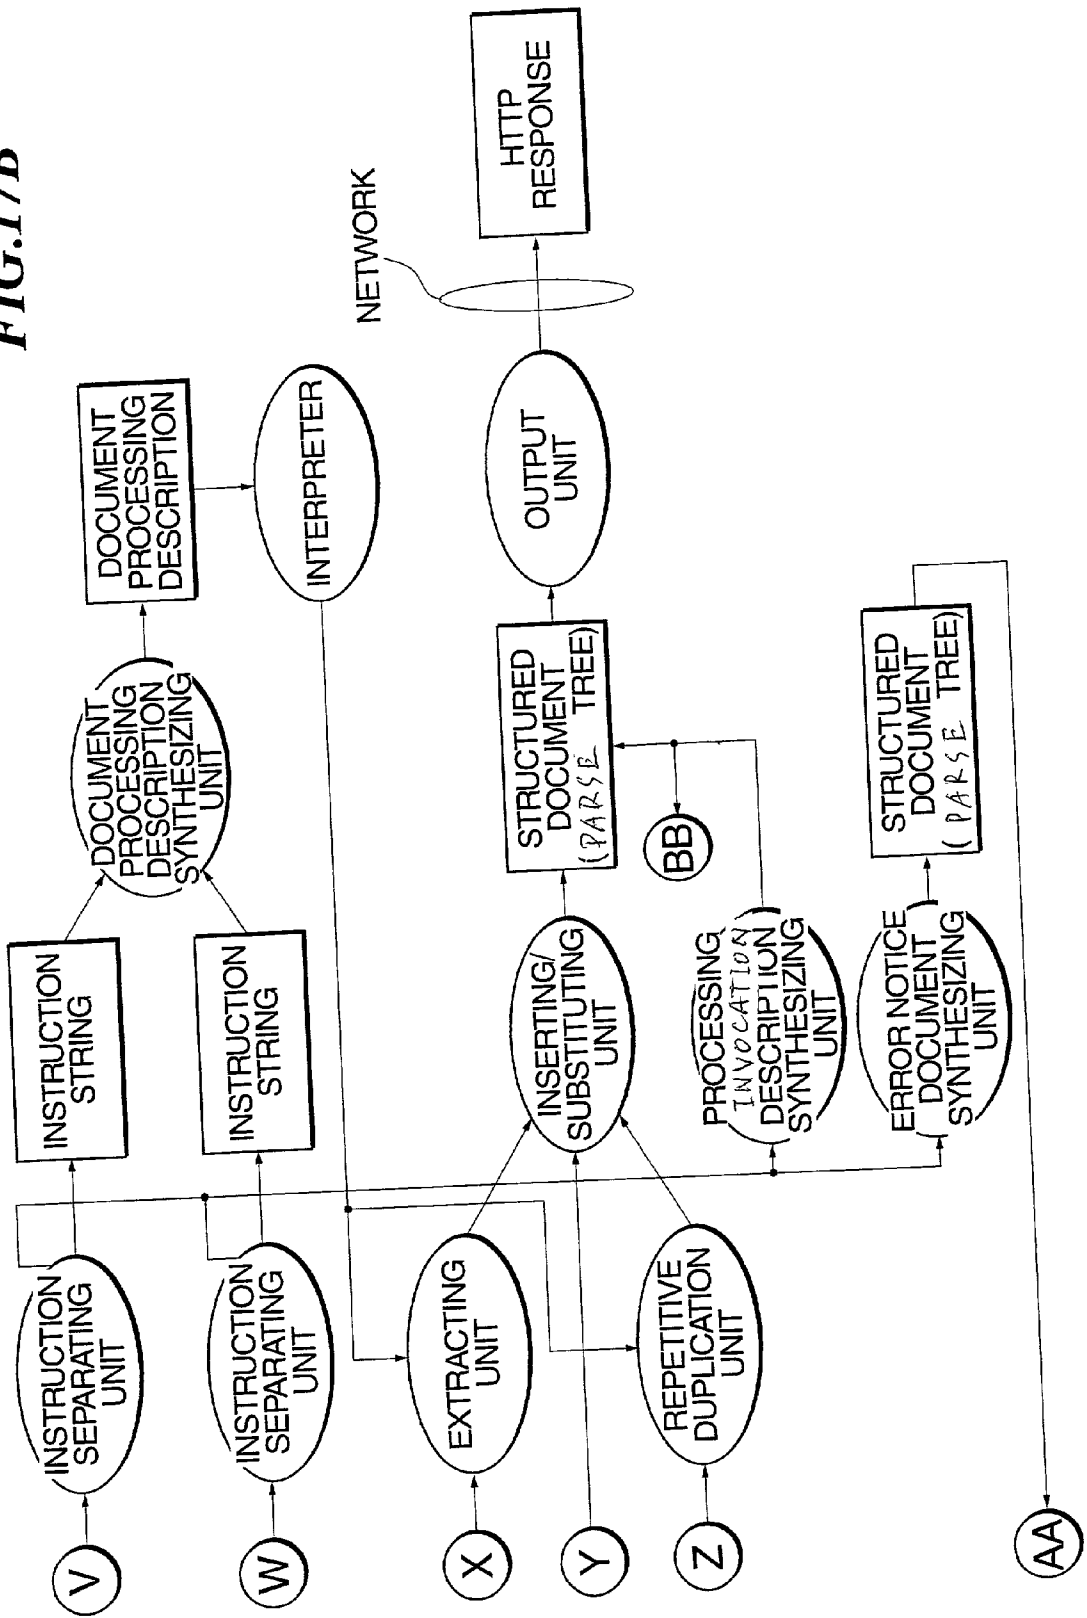 FIG.17B
V
INSTRUCTION
SEPARATING
UNIT
INSTRUCTION
STRING
DOCUMENT
PROCESSING
DESCRIPTION
SYNTHESIZING
UNIT
DOCUMENT
PROCESSING
DESCRIPTION
W
INSTRUCTION
SEPARATING
UNIT
INSTRUCTION
STRING
INTERPRETER
NETWORK
X
EXTRACTING
UNIT
Y
INSERTING/
SUBSTITUTING
UNIT
STRUCTURED
DOCUMENT
(PARSE TREE)
OUTPUT
UNIT
HTTP
RESPONSE
Z
REPETITIVE
DUPLICATION
UNIT
BB
PROCESSING
INVOCATION
DESCRIPTION
SYNTHESIZING
UNIT
ERROR NOTICE
DOCUMENT
SYNTHESIZING
UNIT
STRUCTURED
DOCUMENT
(PARSE TREE)
AA